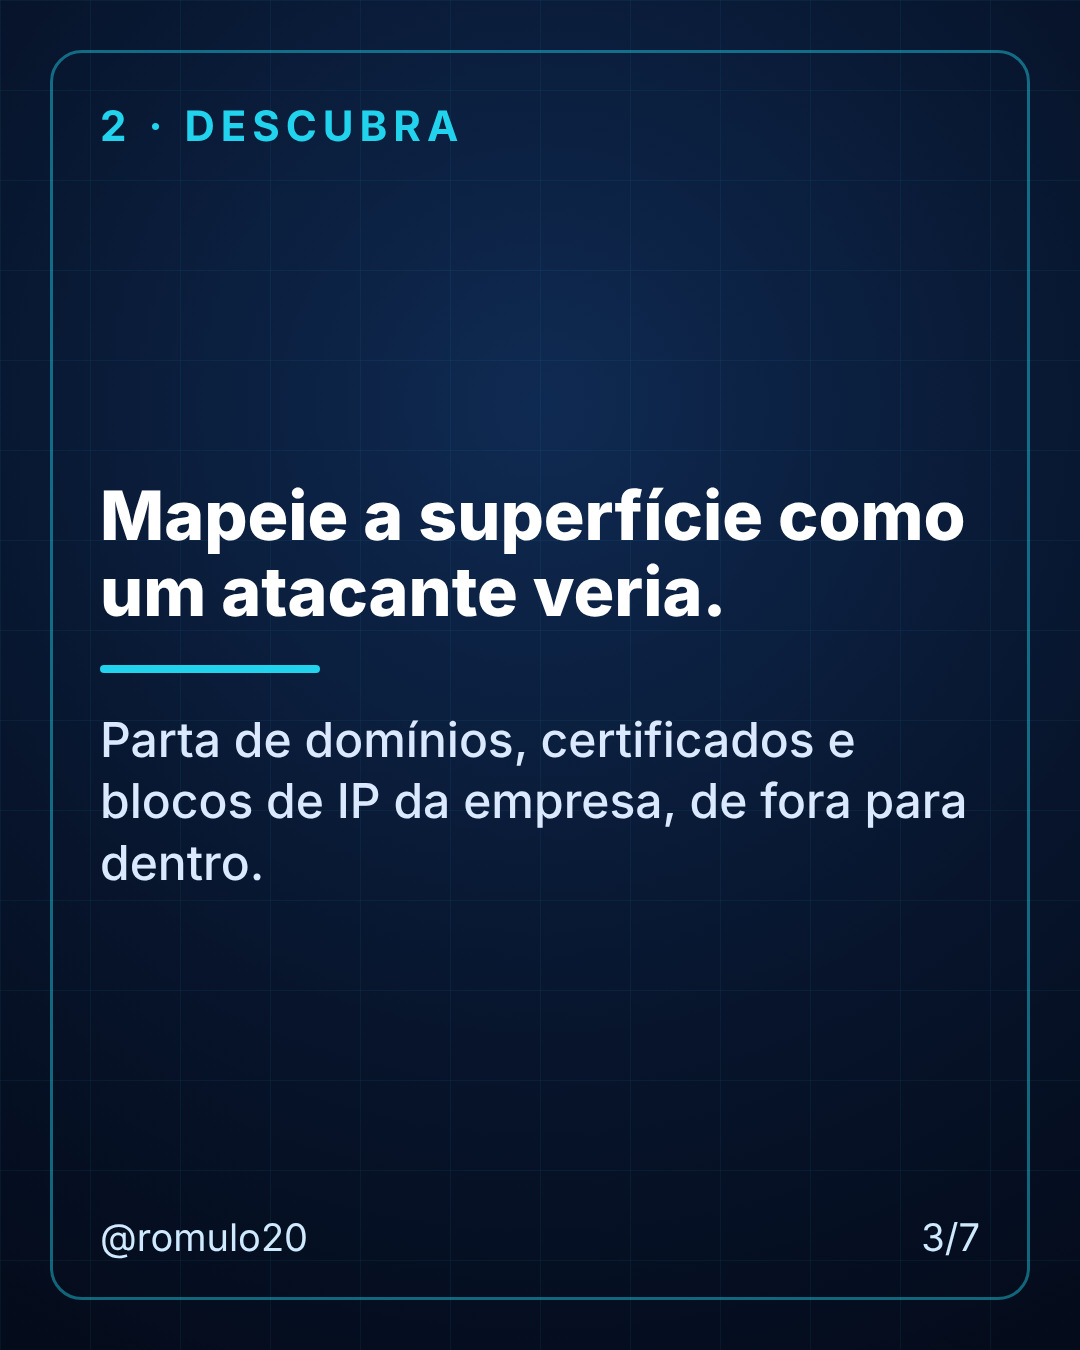 2 · DESCUBRA
Mapeie a superfície como
um atacante veria.
Parta de domínios, certificados e
blocos de IP da empresa, de fora para
dentro.
@romulo20
3/7